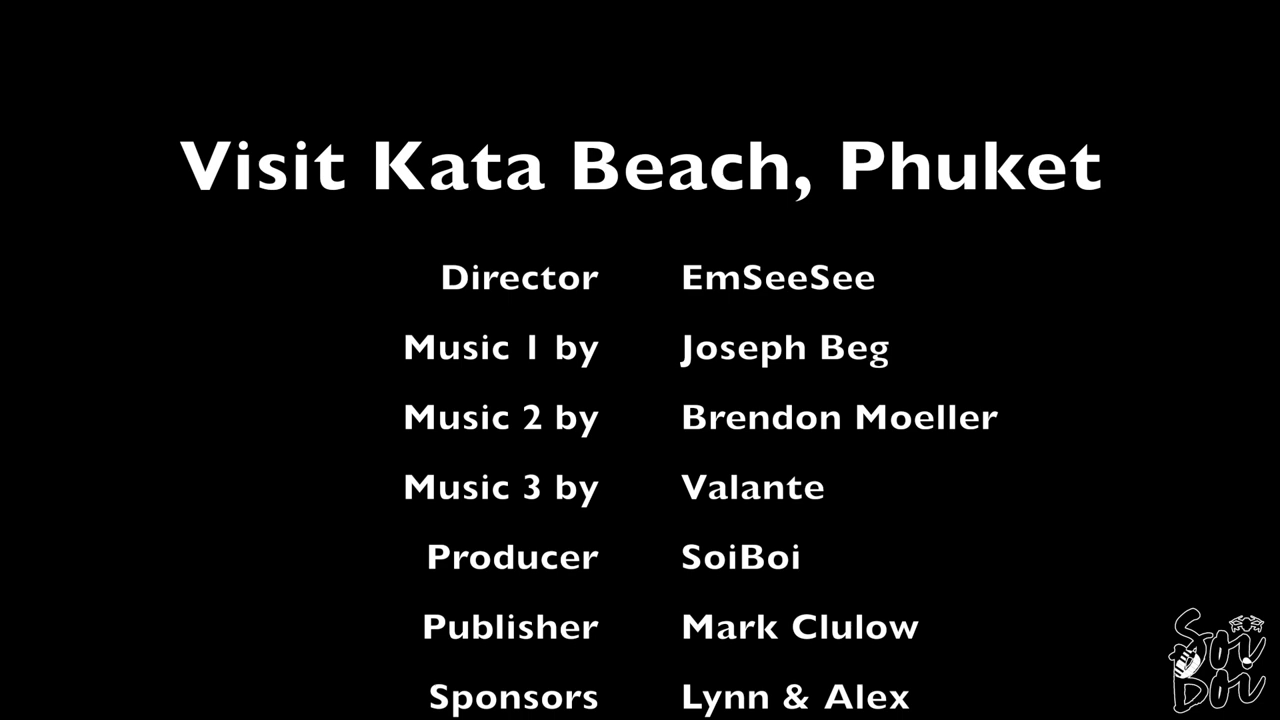 Visit Kata Beach, Phuket
Director EmSeeSee
Music 1 by Joseph Beg
Music 2 by Brendon Moeller
Music 3 by Valante
Producer SoiBoi
Publisher Mark Clulow
Sponsors Lynn & Alex
Soi
Boi